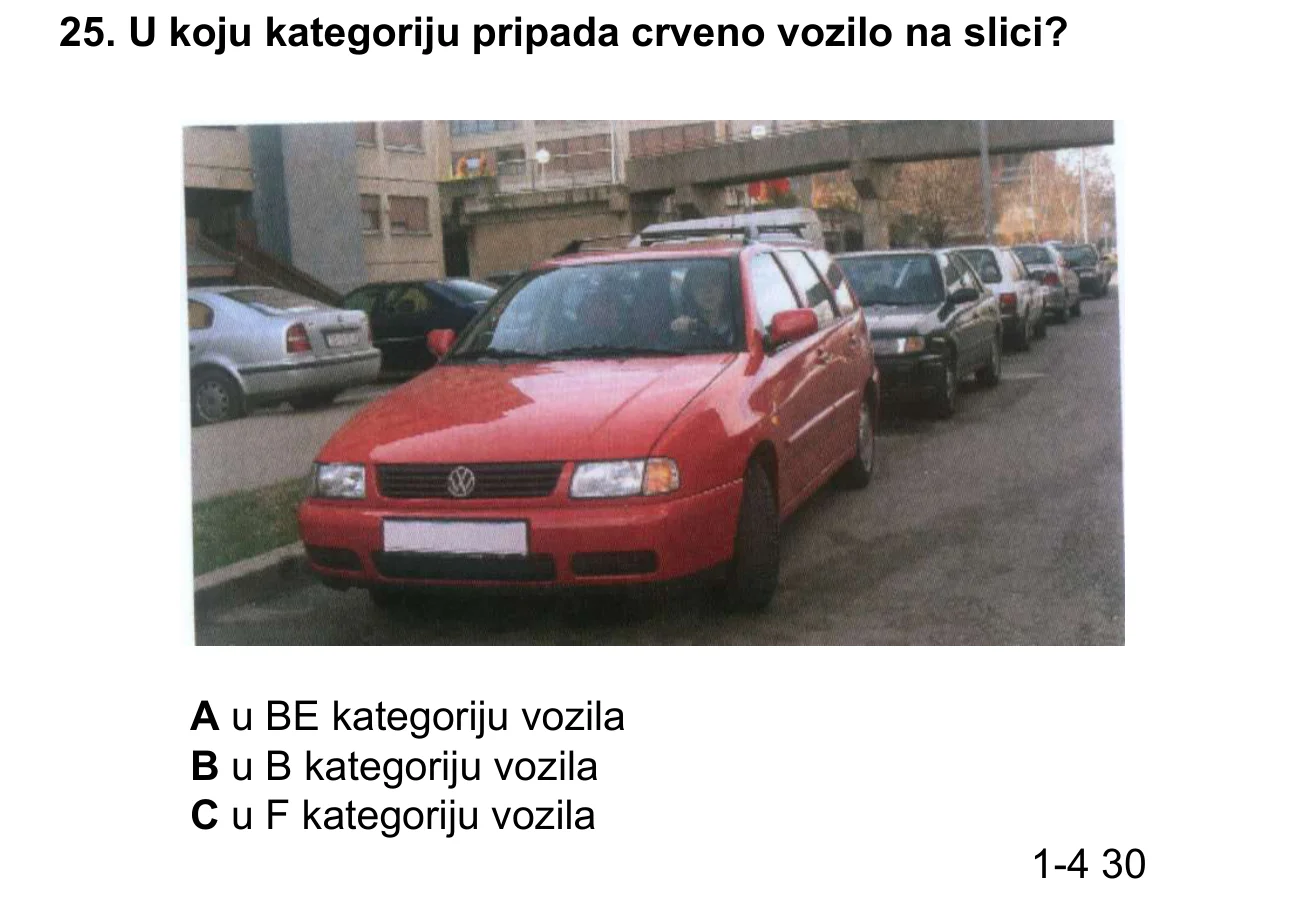 25. U koju kategoriju pripada crveno vozilo na slici?
A u BE kategoriju vozila
B u B kategoriju vozila
C u F kategoriju vozila
1-4 30